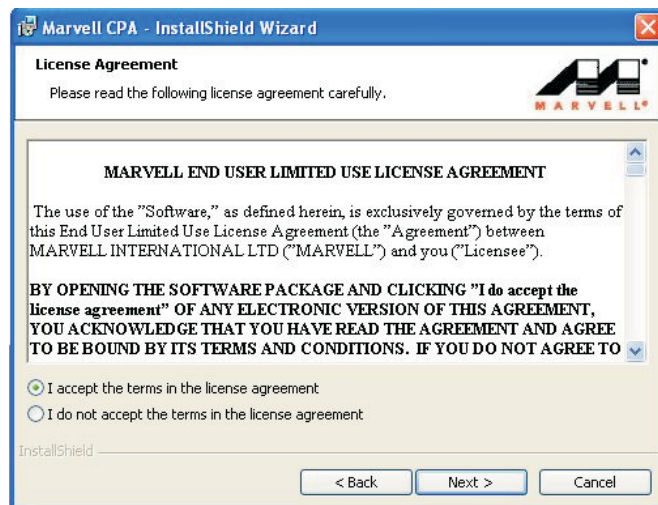 Marvell CPA - InstallShield Wizard
License Agreement
Please read the following license agreement carefully.
MARVELL®
MARVELL END USER LIMITED USE LICENSE AGREEMENT
The use of the "Software," as defined herein, is exclusively governed by the terms of
this End User Limited Use License Agreement (the "Agreement") between
MARVELL INTERNATIONAL LTD ("MARVELL") and you ("Licensee").
BY OPENING THE SOFTWARE PACKAGE AND CLICKING "I do accept the
license agreement" OF ANY ELECTRONIC VERSION OF THIS AGREEMENT,
YOU ACKNOWLEDGE THAT YOU HAVE READ THE AGREEMENT AND AGREE
TO BE BOUND BY ITS TERMS AND CONDITIONS. IF YOU DO NOT AGREE TO
I accept the terms in the license agreement
I do not accept the terms in the license agreement
InstallShield
< Back Next > Cancel